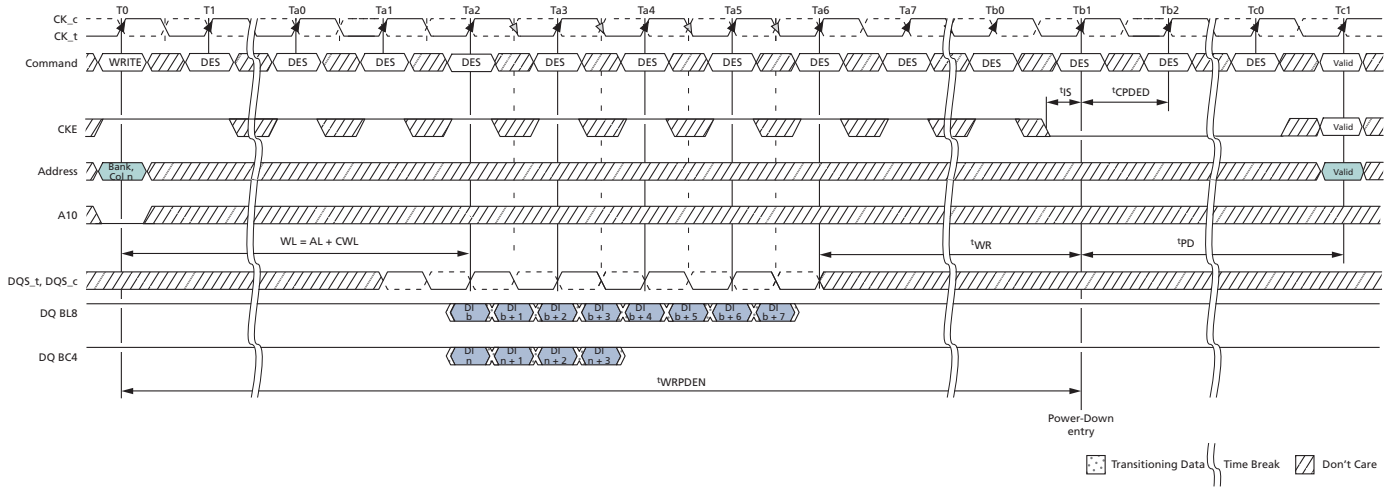 T0 T1 Ta0 Ta1 Ta2 Ta3 Ta4 Ta5 Ta6 Ta7 Tb0 Tb1 Tb2 Tc0 Tc1
CK_c
CK_t
Command WRITE DES DES DES DES DES DES DES DES DES DES DES DES DES Valid
tIS tCPDED
CKE Valid
Address Bank, Col n Valid
A10
WL = AL + CWL tWR tPD
DQS_t, DQS_c
DQ BL8 DI b DI b + 1 DI b + 2 DI b + 3 DI b + 4 DI b + 5 DI b + 6 DI b + 7
DQ BC4 DI n DI n + 1 DI n + 2 DI n + 3
tWRPDEN
Power-Down
entry
Transitioning Data Time Break Don't Care